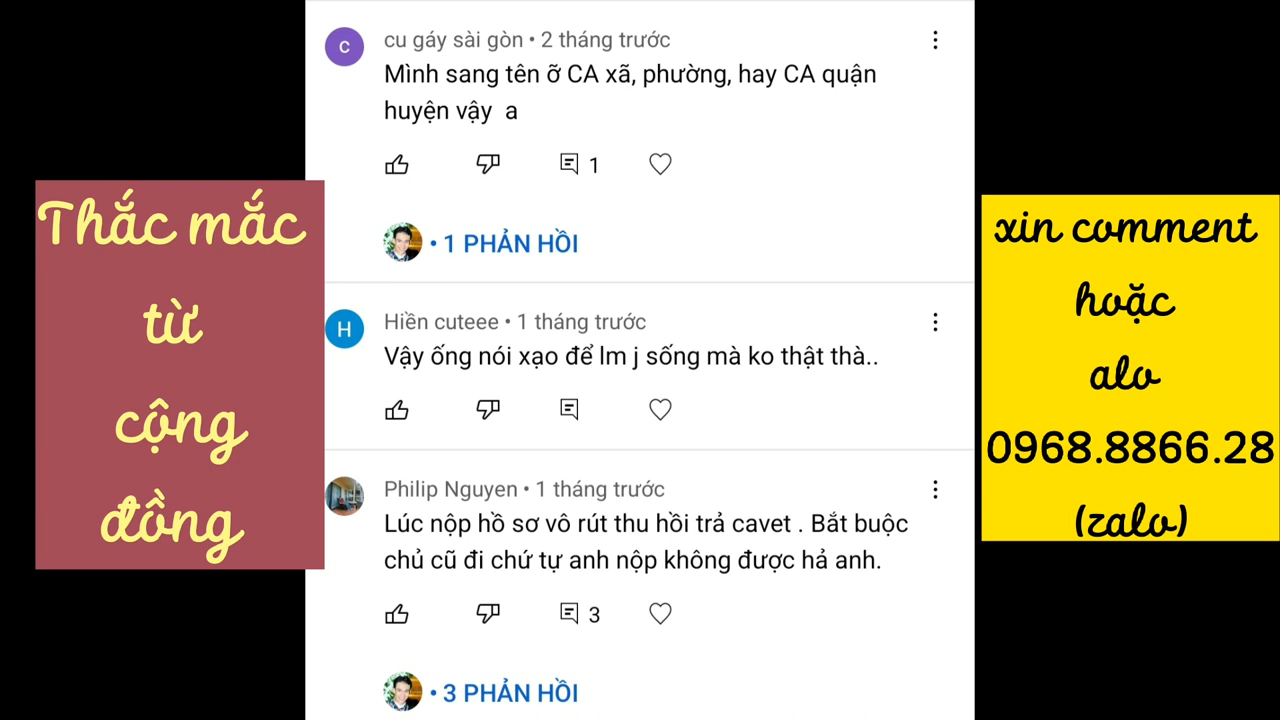 Thắc mắc
từ
cộng
đồng
C
cu gáy sài gòn • 2 tháng trước
Mình sang tên ỡ CA xã, phường, hay CA quận
huyện vậy a
1
• 1 PHẢN HỒI
H
Hiền cuteee • 1 tháng trước
Vậy ống nói xạo để lm j sống mà ko thật thà..
Philip Nguyen • 1 tháng trước
Lúc nộp hồ sơ vô rút thu hồi trả cavet . Bắt buộc
chủ cũ đi chứ tự anh nộp không được hả anh.
3
• 3 PHẢN HỒI
xin comment
hoặc
alo
0968.8866.28
(zalo)